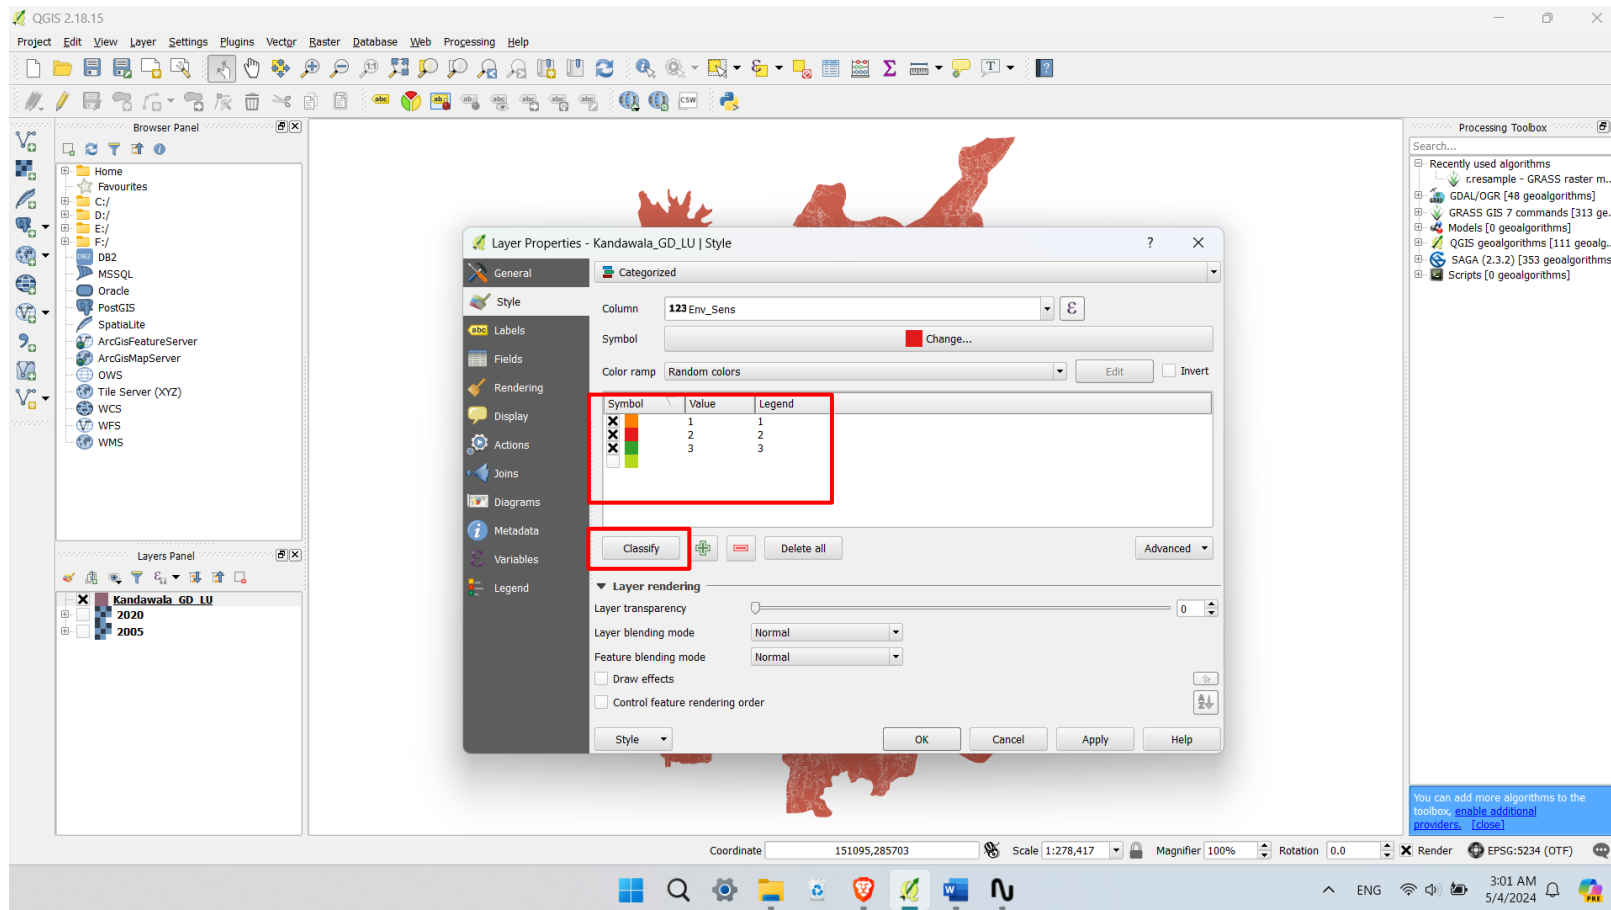 QGIS 2.18.15
Project Edit View Layer Settings Plugins Vector Raster Database Web Processing Help
Browser Panel
Home
Favourites
C:/
D:/
E:/
F:/
DB2
MSSQL
Oracle
PostGIS
SpatiaLite
ArcGisFeatureServer
ArcGisMapServer
OWS
Tile Server (XYZ)
WCS
WFS
WMS
Layers Panel
Kandawala_GD_LU
2020
2005
Layer Properties - Kandawala_GD_LU | Style
?
General
Style
Labels
Fields
Rendering
Display
Actions
Joins
Diagrams
Metadata
Variables
Legend
Categorized
Column 123 Env_Sens ε
Symbol Change...
Color ramp Random colors Edit Invert
Symbol Value Legend
1 1
2 2
3 3
Classify Delete all Advanced
Layer rendering
Layer transparency 0
Layer blending mode Normal
Feature blending mode Normal
Draw effects
Control feature rendering order
Style OK Cancel Apply Help
Processing Toolbox
Search...
Recently used algorithms
r.resample - GRASS raster m...
GDAL/OGR [48 geoalgorithms]
GRASS GIS 7 commands [313 ge...
Models [0 geoalgorithms]
QGIS geoalgorithms [111 geoalg...
SAGA (2.3.2) [353 geoalgorithms
Scripts [0 geoalgorithms]
You can add more algorithms to the
toolbox, enable additional
providers. [close]
Coordinate 151095,285703 Scale 1:278,417 Magnifier 100% Rotation 0.0 Render EPSG:5234 (OTF)
ENG 3:01 AM
5/4/2024
PRE